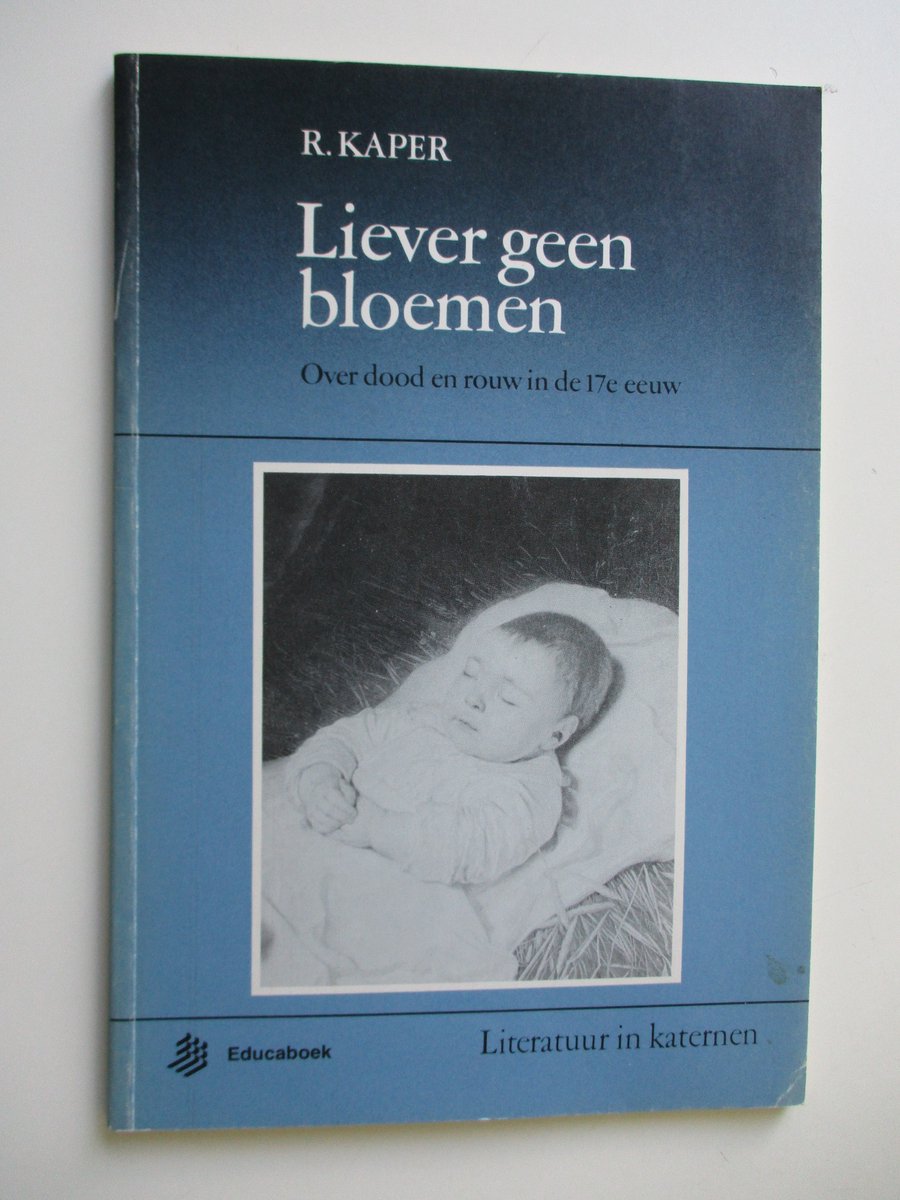 R. KAPER
Liever geen
bloemen
Over dood en rouw in de 17e eeuw
Educaboek
Literatuur in katernen